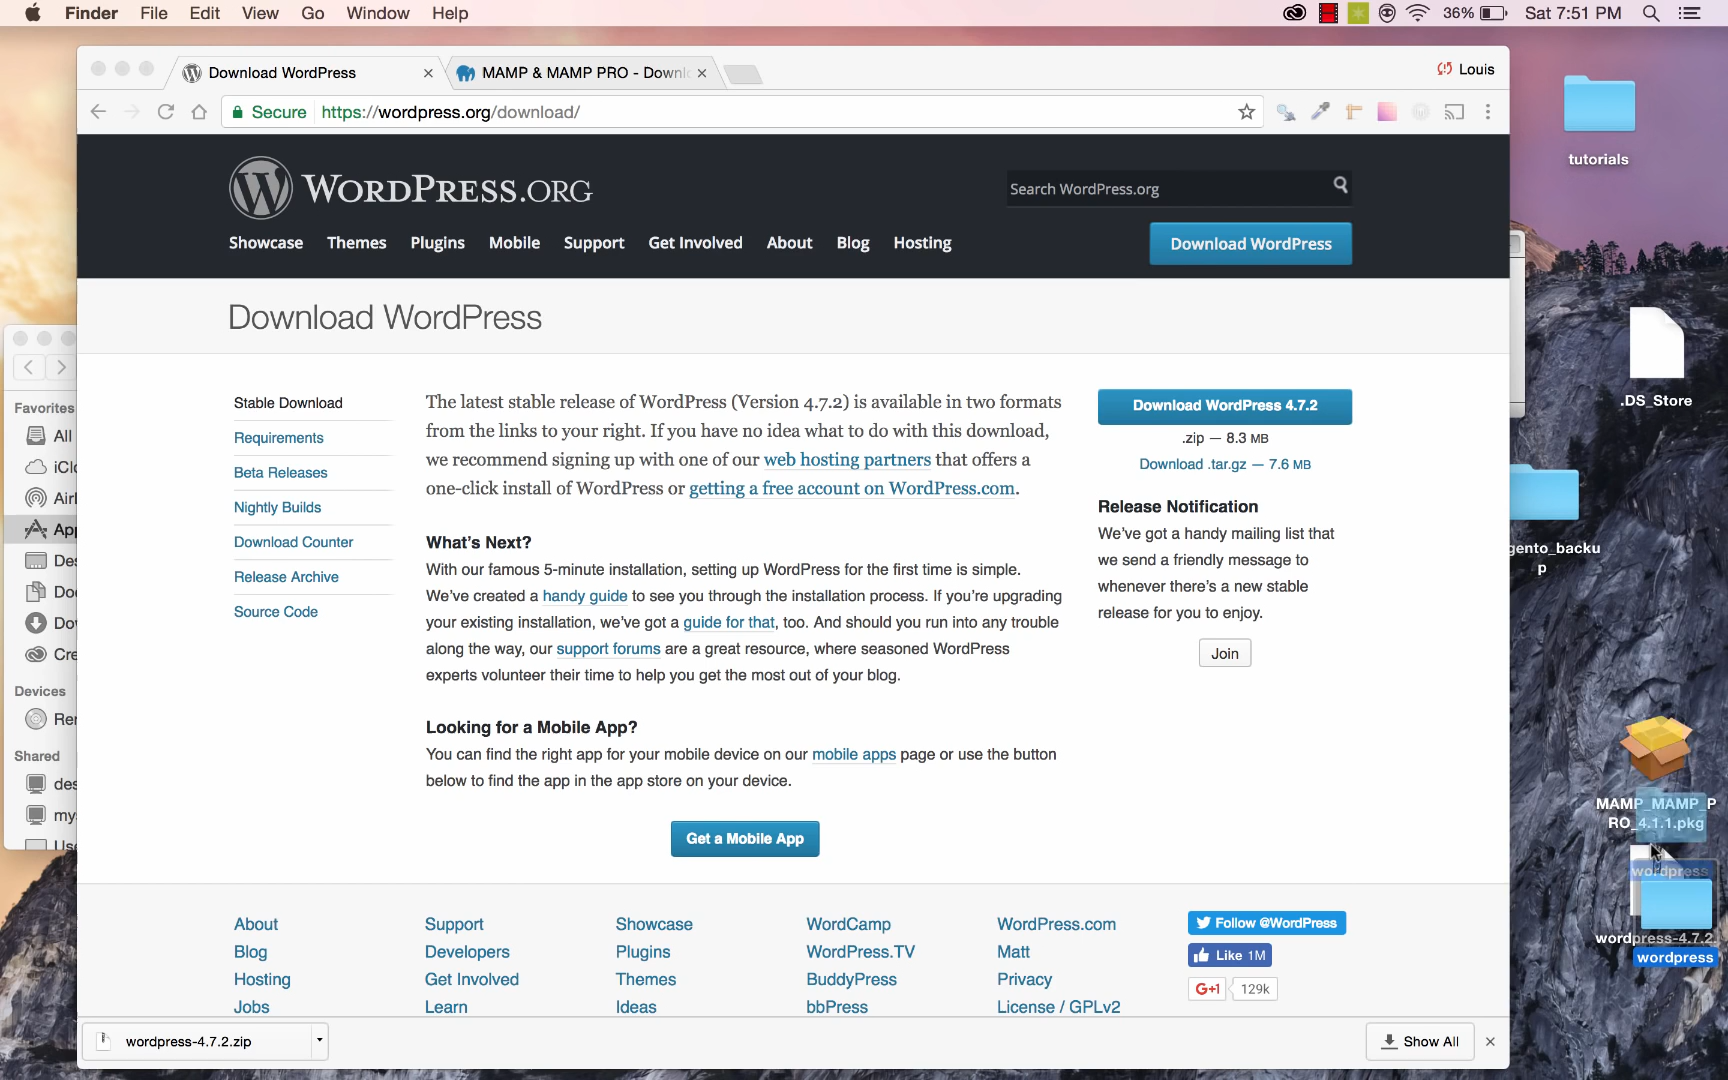 Finder File Edit View Go Window Help
36% Sat 7:51 PM
Download WordPress
MAMP & MAMP PRO - Downl
Louis
Secure https://wordpress.org/download/
WORDPRESS.ORG
Search WordPress.org
Showcase Themes Plugins Mobile Support Get Involved About Blog Hosting
Download WordPress
Download WordPress
Stable Download
Requirements
Beta Releases
Nightly Builds
Download Counter
Release Archive
Source Code
The latest stable release of WordPress (Version 4.7.2) is available in two formats
from the links to your right. If you have no idea what to do with this download,
we recommend signing up with one of our web hosting partners that offers a
one-click install of WordPress or getting a free account on WordPress.com.
What's Next?
With our famous 5-minute installation, setting up WordPress for the first time is simple.
We've created a handy guide to see you through the installation process. If you're upgrading
your existing installation, we've got a guide for that, too. And should you run into any trouble
along the way, our support forums are a great resource, where seasoned WordPress
experts volunteer their time to help you get the most out of your blog.
Looking for a Mobile App?
You can find the right app for your mobile device on our mobile apps page or use the button
below to find the app in the app store on your device.
Get a Mobile App
Download WordPress 4.7.2
.zip — 8.3 MB
Download .tar.gz — 7.6 MB
Release Notification
We've got a handy mailing list that
we send a friendly message to
whenever there's a new stable
release for you to enjoy.
Join
About
Blog
Hosting
Jobs
Support
Developers
Get Involved
Learn
Showcase
Plugins
Themes
Ideas
WordCamp
WordPress.TV
BuddyPress
bbPress
WordPress.com
Matt
Privacy
License / GPLv2
Follow @WordPress
Like 1M
G+1 129k
wordpress-4.7.2.zip
Show All
Favorites
All
iClo
Air
App
Des
Doc
Dov
Cre
Devices
Rer
Shared
des
my
Use
tutorials
.DS_Store
gento_backu
p
MAMP_MAMP_P
RO_4.1.1.pkg
wordpress
wordpress-4.7.2
wordpress